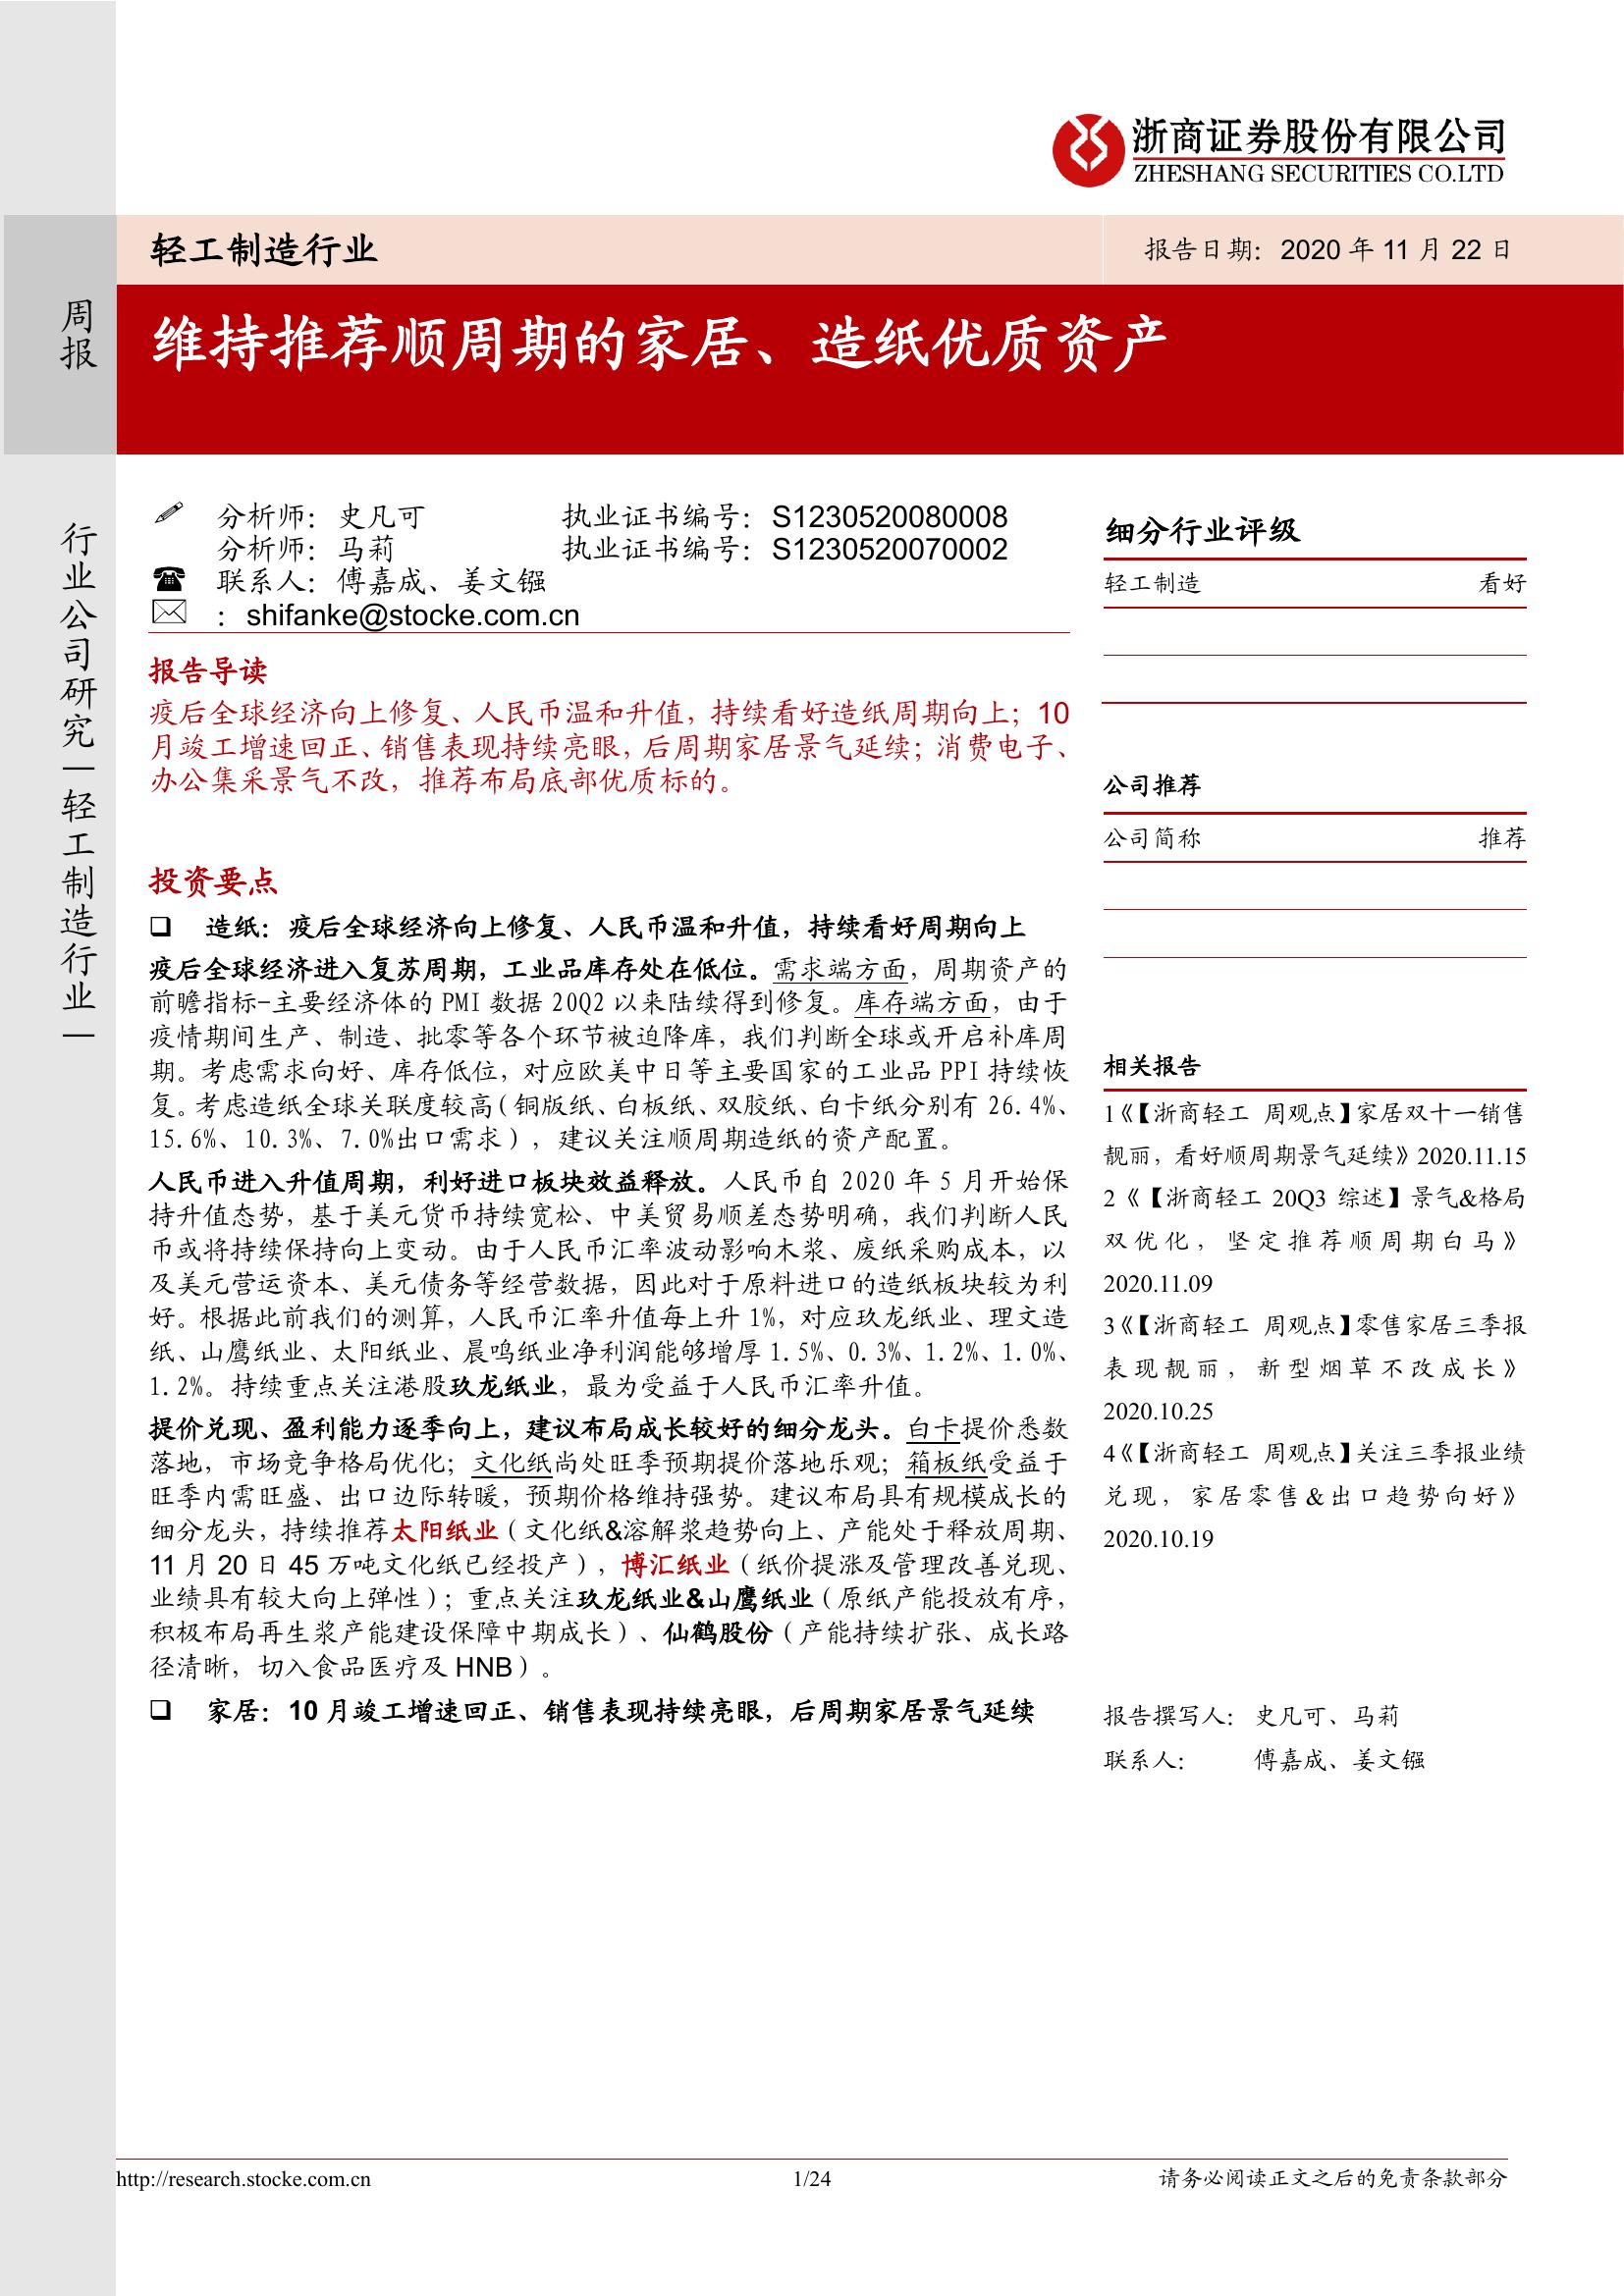 浙商证券股份有限公司
ZHESHANG SECURITIES CO.LTD
轻工制造行业
报告日期：2020 年 11 月 22 日
周报
维持推荐顺周期的家居、造纸优质资产
行业公司研究|轻工制造行业|
分析师：史凡可 执业证书编号：S1230520080008
分析师：马莉 执业证书编号：S1230520070002
联系人：傅嘉成、姜文镪
：shifanke@stocke.com.cn
报告导读
疫后全球经济向上修复、人民币温和升值，持续看好造纸周期向上；10
月竣工增速回正、销售表现持续亮眼，后周期家居景气延续；消费电子、
办公集采景气不改，推荐布局底部优质标的。
投资要点
❑ 造纸：疫后全球经济向上修复、人民币温和升值，持续看好周期向上
疫后全球经济进入复苏周期，工业品库存处在低位。需求端方面，周期资产的
前瞻指标-主要经济体的 PMI 数据 20Q2 以来陆续得到修复。库存端方面，由于
疫情期间生产、制造、批零等各个环节被迫降库，我们判断全球或开启补库周
期。考虑需求向好、库存低位，对应欧美中日等主要国家的工业品 PPI 持续恢
复。考虑造纸全球关联度较高（铜版纸、白板纸、双胶纸、白卡纸分别有 26.4%、
15.6%、10.3%、7.0%出口需求），建议关注顺周期造纸的资产配置。
人民币进入升值周期，利好进口板块效益释放。人民币自 2020 年 5 月开始保
持升值态势，基于美元货币持续宽松、中美贸易顺差态势明确，我们判断人民
币或将持续保持向上变动。由于人民币汇率波动影响木浆、废纸采购成本，以
及美元营运资本、美元债务等经营数据，因此对于原料进口的造纸板块较为利
好。根据此前我们的测算，人民币汇率升值每上升 1%，对应玖龙纸业、理文造
纸、山鹰纸业、太阳纸业、晨鸣纸业净利润能够增厚 1.5%、0.3%、1.2%、1.0%、
1.2%。持续重点关注港股玖龙纸业，最为受益于人民币汇率升值。
提价兑现、盈利能力逐季向上，建议布局成长较好的细分龙头。白卡提价悉数
落地，市场竞争格局优化；文化纸尚处旺季预期提价落地乐观；箱板纸受益于
旺季内需旺盛、出口边际转暖，预期价格维持强势。建议布局具有规模成长的
细分龙头，持续推荐太阳纸业（文化纸&溶解浆趋势向上、产能处于释放周期、
11 月 20 日 45 万吨文化纸已经投产），博汇纸业（纸价提涨及管理改善兑现、
业绩具有较大向上弹性）；重点关注玖龙纸业&山鹰纸业（原纸产能投放有序，
积极布局再生浆产能建设保障中期成长）、仙鹤股份（产能持续扩张、成长路
径清晰，切入食品医疗及 HNB）。
❑ 家居：10 月竣工增速回正、销售表现持续亮眼，后周期家居景气延续
细分行业评级
轻工制造 看好
公司推荐
公司简称 推荐
相关报告
1《【浙商轻工 周观点】家居双十一销售
靓丽，看好顺周期景气延续》2020.11.15
2《【浙商轻工 20Q3 综述】景气&格局
双优化，坚定推荐顺周期白马》
2020.11.09
3《【浙商轻工 周观点】零售家居三季报
表现靓丽，新型烟草不改成长》
2020.10.25
4《【浙商轻工 周观点】关注三季报业绩
兑现，家居零售&出口趋势向好》
2020.10.19
报告撰写人：史凡可、马莉
联系人：傅嘉成、姜文镪
http://research.stocke.com.cn 1/24 请务必阅读正文之后的免责条款部分